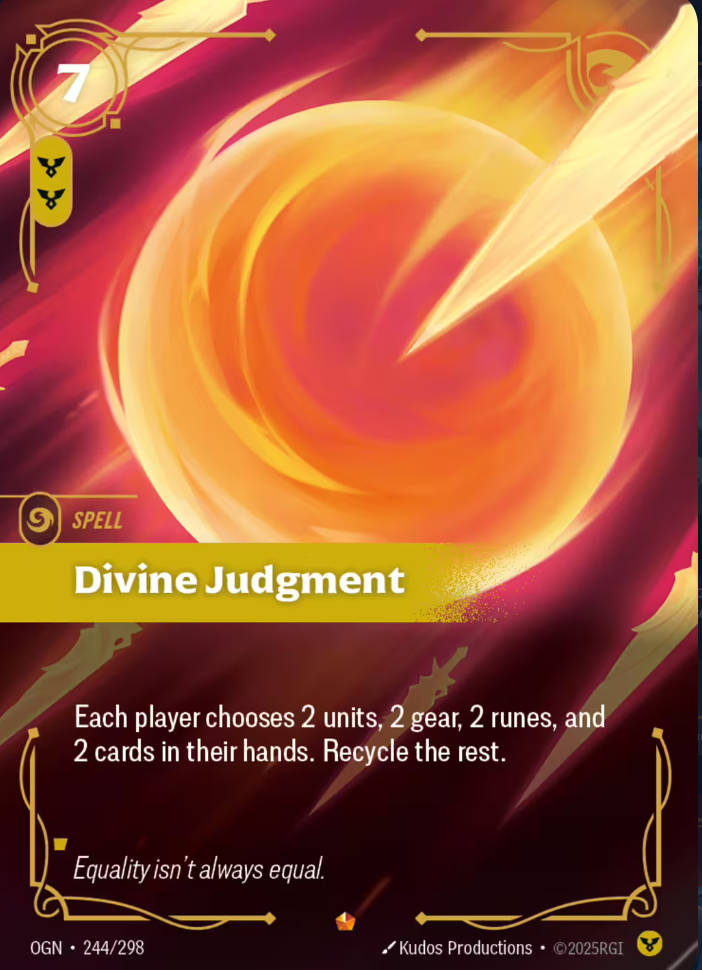 7
SPELL
Divine Judgment
Each player chooses 2 units, 2 gear, 2 runes, and
2 cards in their hands. Recycle the rest.
Equality isn't always equal.
OGN • 244/298
Kudos Productions • ©2025RGI